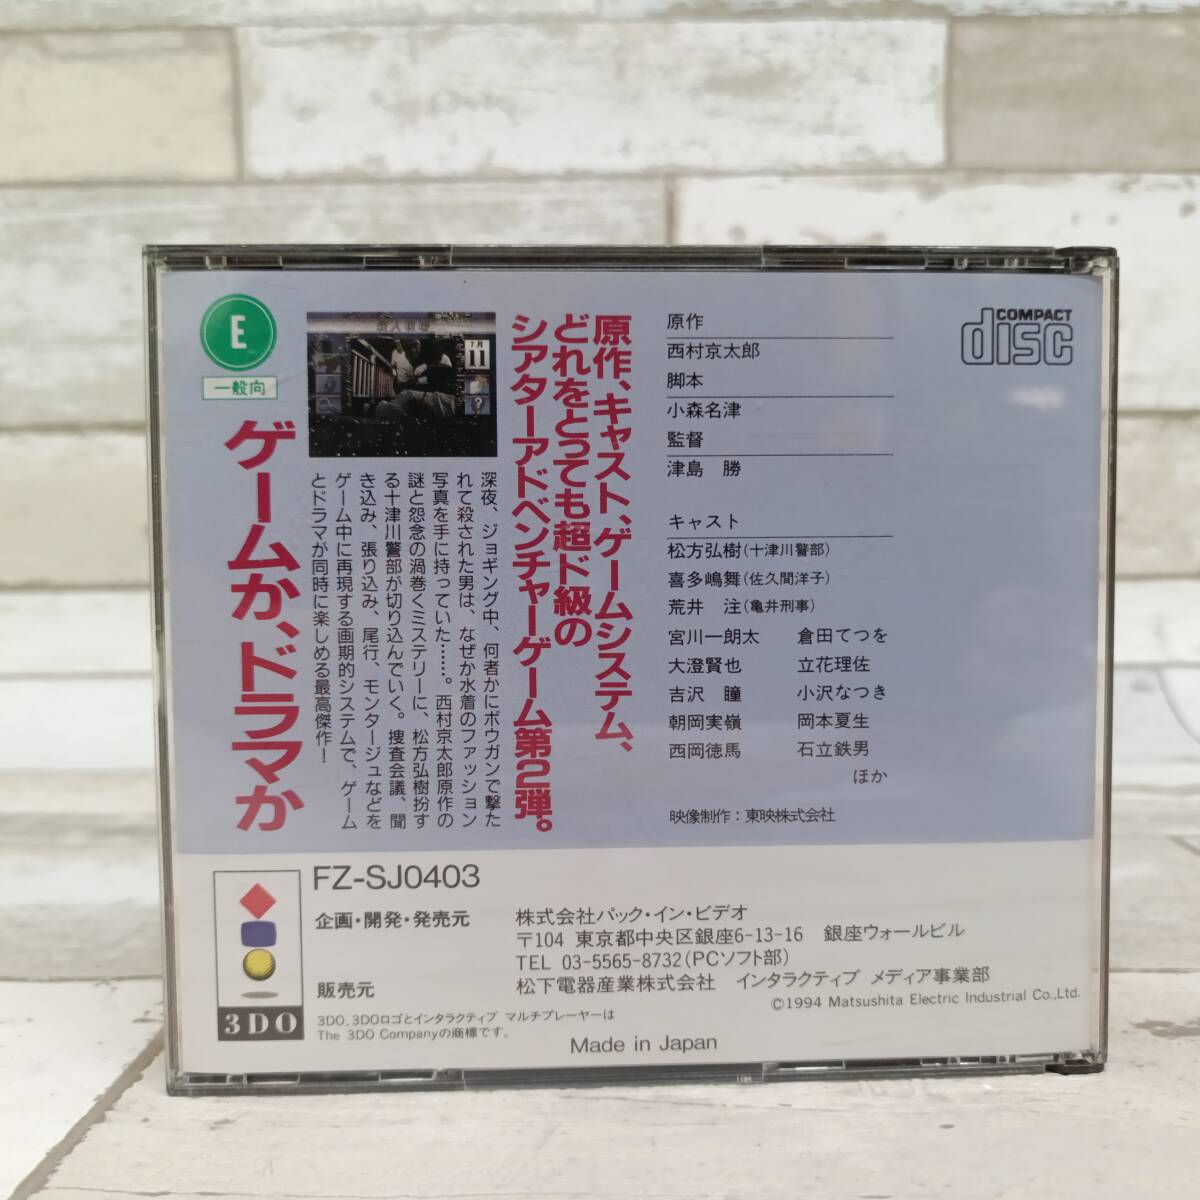 E
一般向
ゲームか、ドラマか
殺人現場
7月
11
?
原作、キャスト、ゲームシステム、
どれをとっても超ド級の
シアターアドベンチャーゲーム第2弾。
深夜、ジョギング中、何者かにボウガンで撃た
れて殺された男は、なぜか水着のファッション
写真を手に持っていた……。西村京太郎原作の
謎と怨念の渦巻くミステリーに、松方弘樹扮す
る十津川警部が切り込んでいく。捜査会議、聞
き込み、張り込み、尾行、モンタージュなどを
ゲーム中に再現する画期的システムで、ゲーム
とドラマが同時に楽しめる最高傑作!
原作
西村京太郎
脚本
小森名津
監督
津島 勝
キャスト
松方弘樹(十津川警部)
喜多嶋舞(佐久間洋子)
荒井 注(亀井刑事)
宮川一朗太 倉田てつを
大澄賢也 立花理佐
吉沢 瞳 小沢なつき
朝岡実嶺 岡本夏生
西岡徳馬 石立鉄男
ほか
映像制作:東映株式会社
COMPACT
disc
3DO
FZ-SJ0403
企画・開発・発売元 株式会社パック・イン・ビデオ
〒104 東京都中央区銀座6-13-16 銀座ウォールビル
TEL 03-5565-8732(PCソフト部)
販売元 松下電器産業株式会社 インタラクティブ メディア事業部
©1994 Matsushita Electric Industrial Co., Ltd.
3DO、3DOロゴとインタラクティブ マルチプレーヤーは
The 3DO Companyの商標です。
Made in Japan